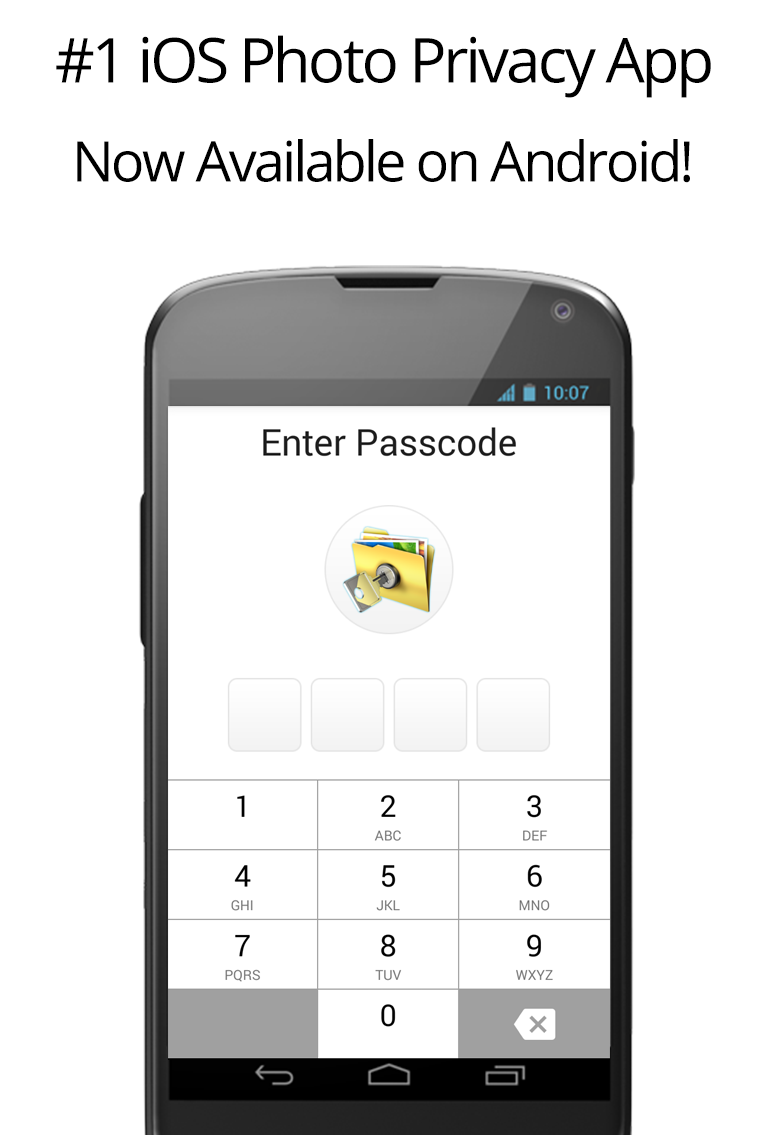 #1 iOS Photo Privacy App
Now Available on Android!
10:07
Enter Passcode
1 2 3
ABC DEF
4 5 6
GHI JKL MNO
7 8 9
PQRS TUV WXYZ
0